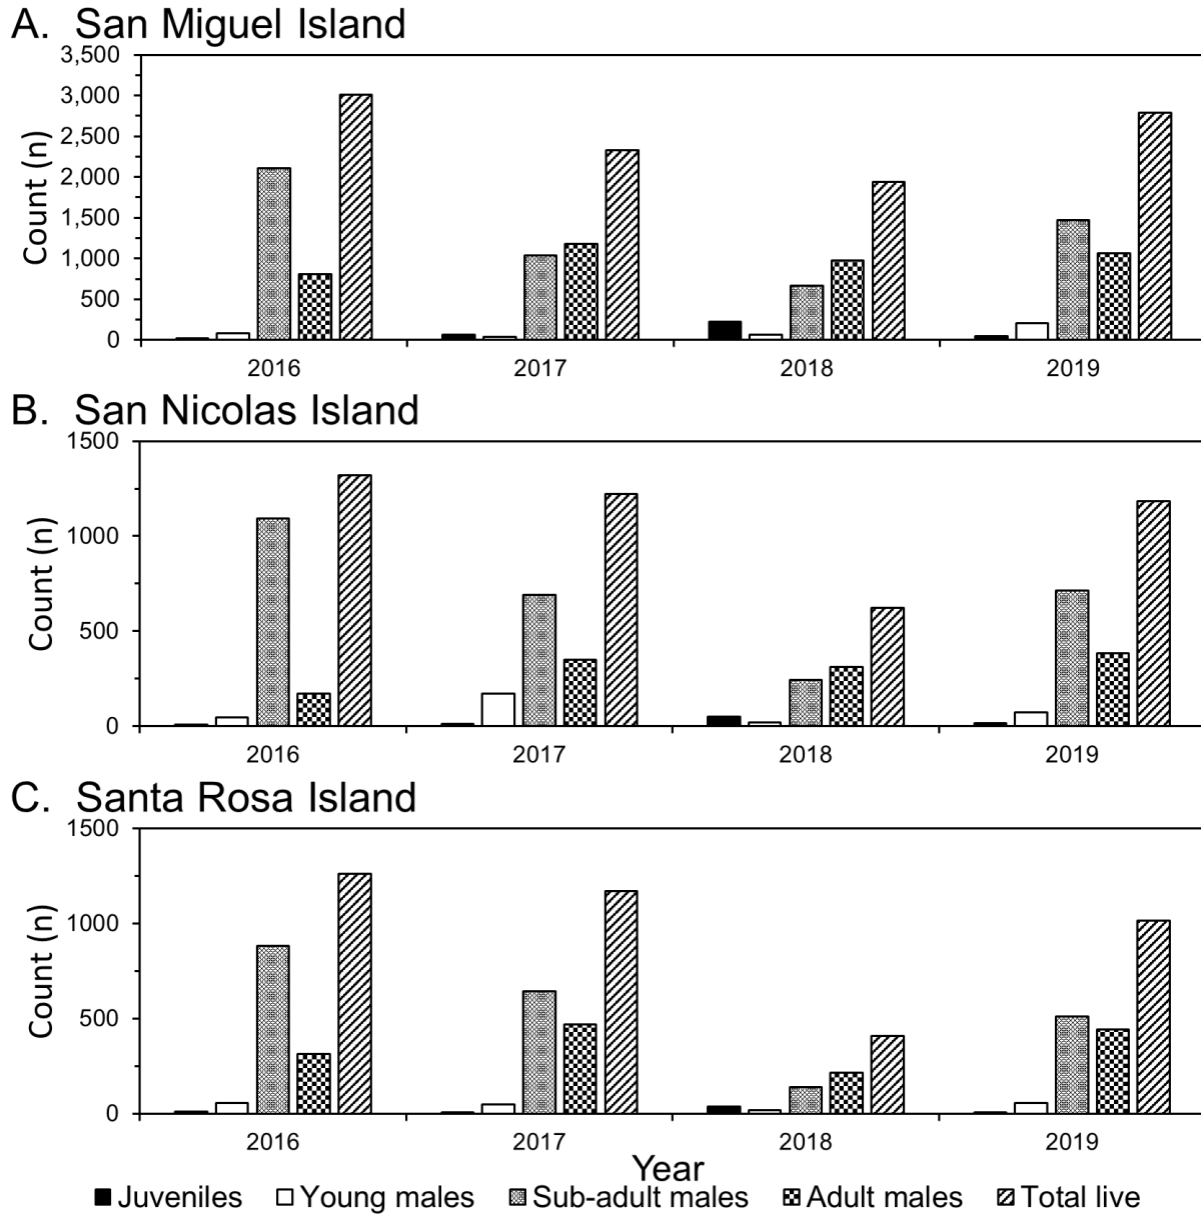 A. San Miguel Island
3,500
3,000
2,500
2,000
1,500
1,000
500
0
Count (n)
2016 2017 2018 2019
B. San Nicolas Island
1500
1000
500
0
Count (n)
2016 2017 2018 2019
C. Santa Rosa Island
1500
1000
500
0
Count (n)
2016 2017 2018 2019
Year
Juveniles Young males Sub-adult males Adult males Total live